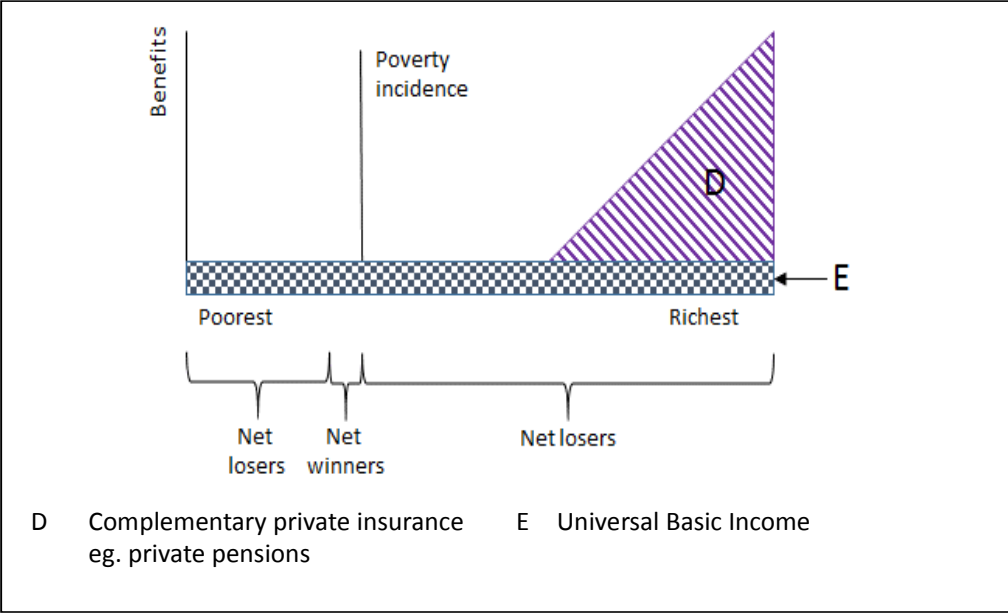 Benefits
Poverty
incidence
D
E
Poorest
Richest
Net
losers
Net
winners
Net losers
D Complementary private insurance
eg. private pensions
E Universal Basic Income